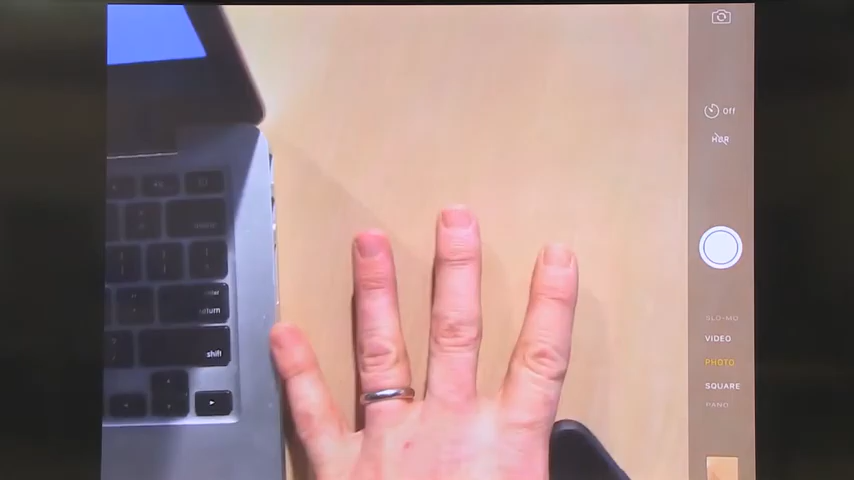 Off
HDR
SLO-MO
VIDEO
PHOTO
SQUARE
PANO
return
shift